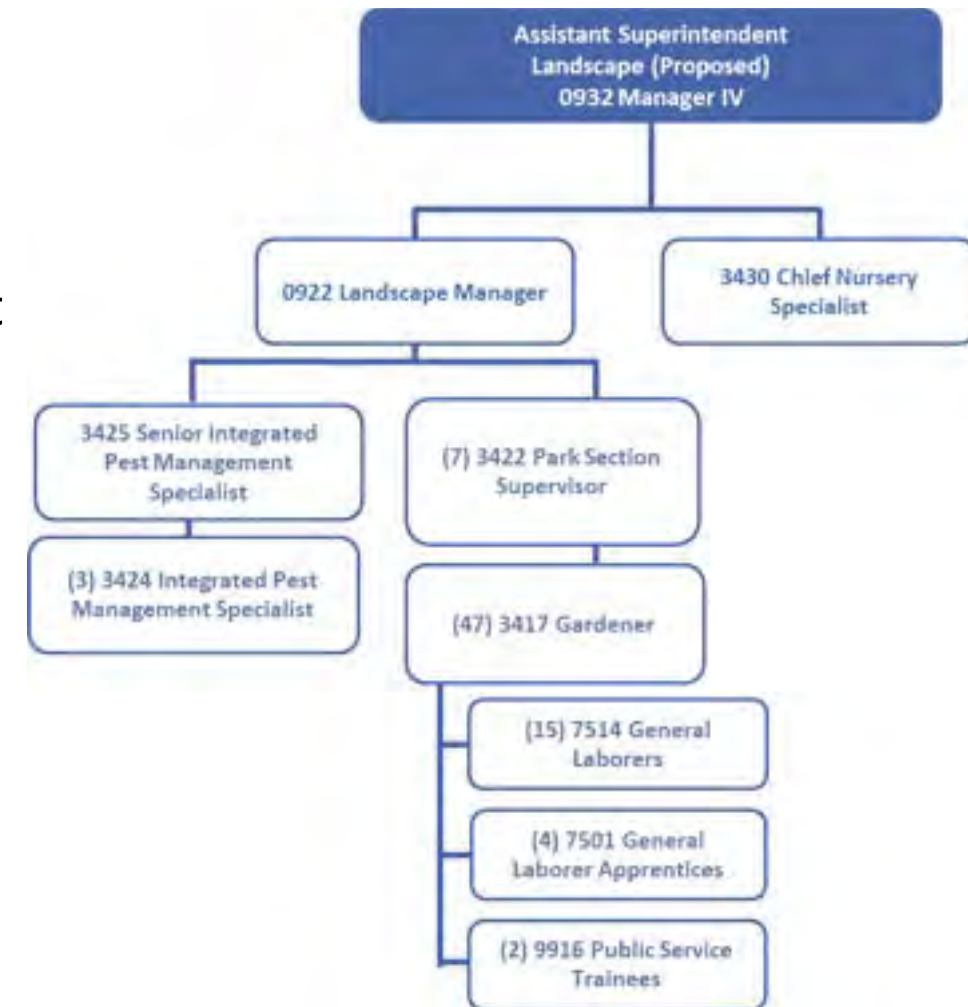 Assistant Superintendent
Landscape (Proposed)
0932 Manager IV
0922 Landscape Manager
3430 Chief Nursery
Specialist
3425 Senior Integrated
Pest Management
Specialist
(7) 3422 Park Section
Supervisor
(3) 3424 Integrated Pest
Management Specialist
(47) 3417 Gardener
(15) 7514 General
Laborers
(4) 7501 General
Laborer Apprentices
(2) 9916 Public Service
Trainees